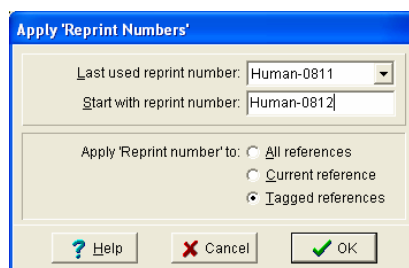 Apply 'Reprint Numbers'
Last used reprint number: Human-0811
Start with reprint number: Human-0812
Apply 'Reprint number' to: All references
Current reference
Tagged references
? Help Cancel OK